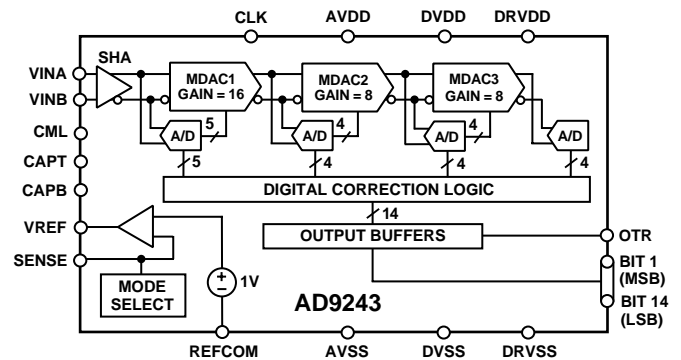 CLK AVDD DVDD DRVDD
SHA
VINA
VINB
CML
CAPT
CAPB
VREF
SENSE
MDAC1
GAIN = 16
MDAC2
GAIN = 8
MDAC3
GAIN = 8
5 4 4
A/D A/D A/D A/D
5 4 4 4
DIGITAL CORRECTION LOGIC
14
OUTPUT BUFFERS
OTR
BIT 1
(MSB)
BIT 14
(LSB)
MODE
SELECT
+
–
1V
AD9243
REFCOM AVSS DVSS DRVSS